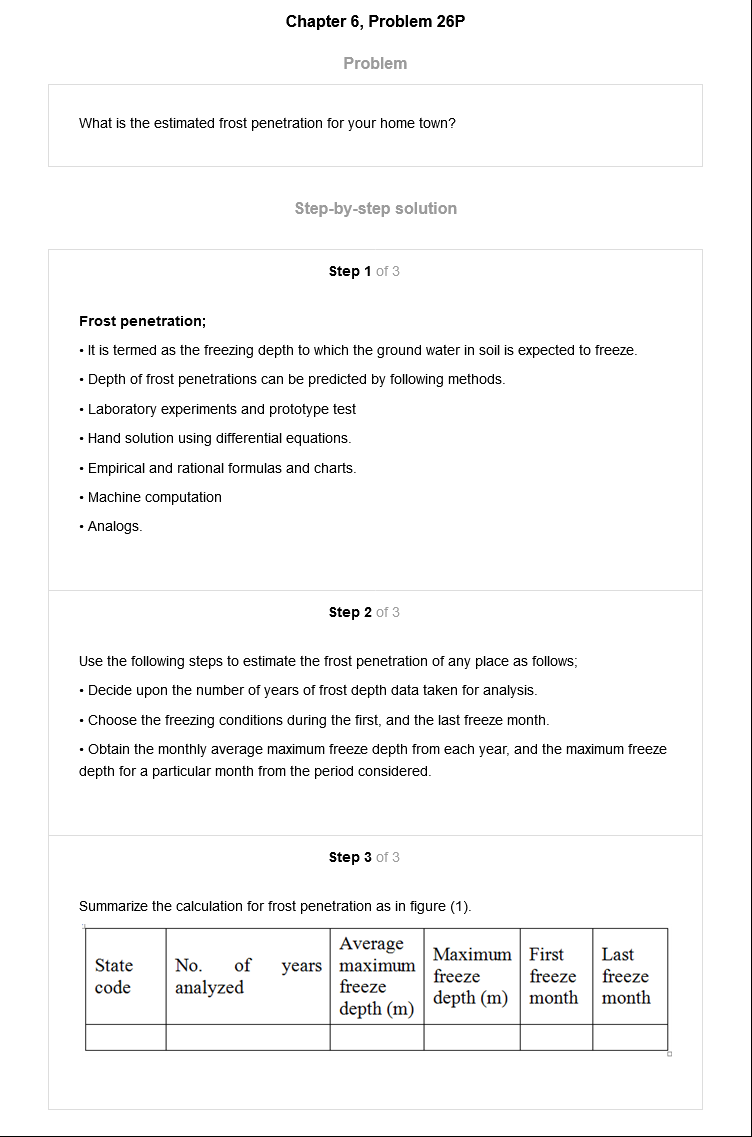 Chapter 6, Problem 26P
Problem
What is the estimated frost penetration for your home town?
Step-by-step solution
Step 1 of 3
Frost penetration;
• It is termed as the freezing depth to which the ground water in soil is expected to freeze.
• Depth of frost penetrations can be predicted by following methods.
• Laboratory experiments and prototype test
• Hand solution using differential equations.
• Empirical and rational formulas and charts.
• Machine computation
• Analogs.
Step 2 of 3
Use the following steps to estimate the frost penetration of any place as follows;
• Decide upon the number of years of frost depth data taken for analysis.
• Choose the freezing conditions during the first, and the last freeze month.
• Obtain the monthly average maximum freeze depth from each year, and the maximum freeze
depth for a particular month from the period considered.
Step 3 of 3
Summarize the calculation for frost penetration as in figure (1).
State
code
No. of years
analyzed
Average
maximum
freeze
depth (m)
Maximum
freeze
depth (m)
First
freeze
month
Last
freeze
month